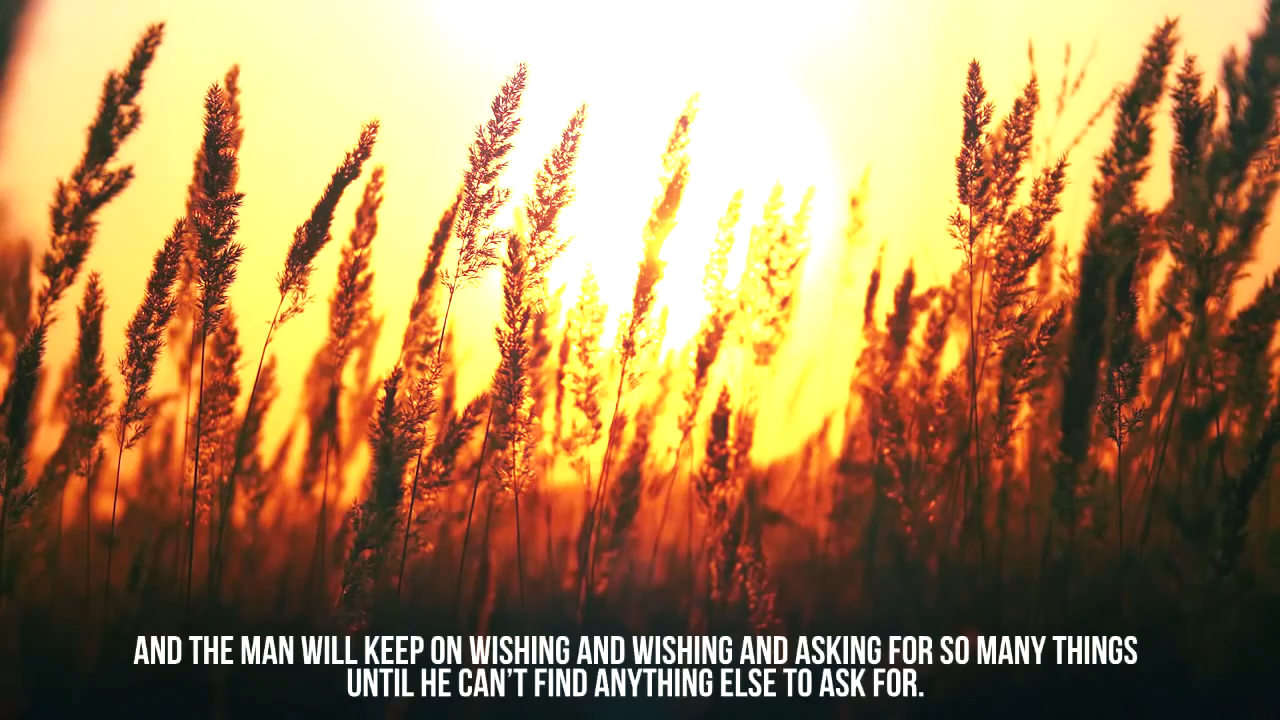 AND THE MAN WILL KEEP ON WISHING AND WISHING AND ASKING FOR SO MANY THINGS
UNTIL HE CAN'T FIND ANYTHING ELSE TO ASK FOR.